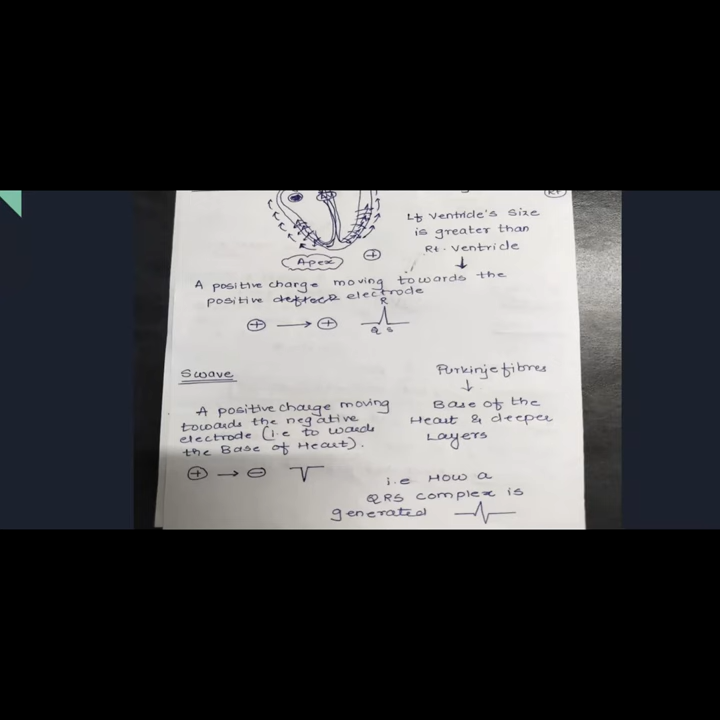 Apex
+
Lt Ventricle's Size
is greater than
Rt. Ventricle
A positive charge moving towards the
positive electrode
+ → +
R
Q S
S wave
A positive charge moving
towards the negative
electrode (i.e to wards
the Base of Heart).
+ → −
Purkinje fibres
Base of the
Heart & deeper
Layers
i.e How a
QRS complex is
generated